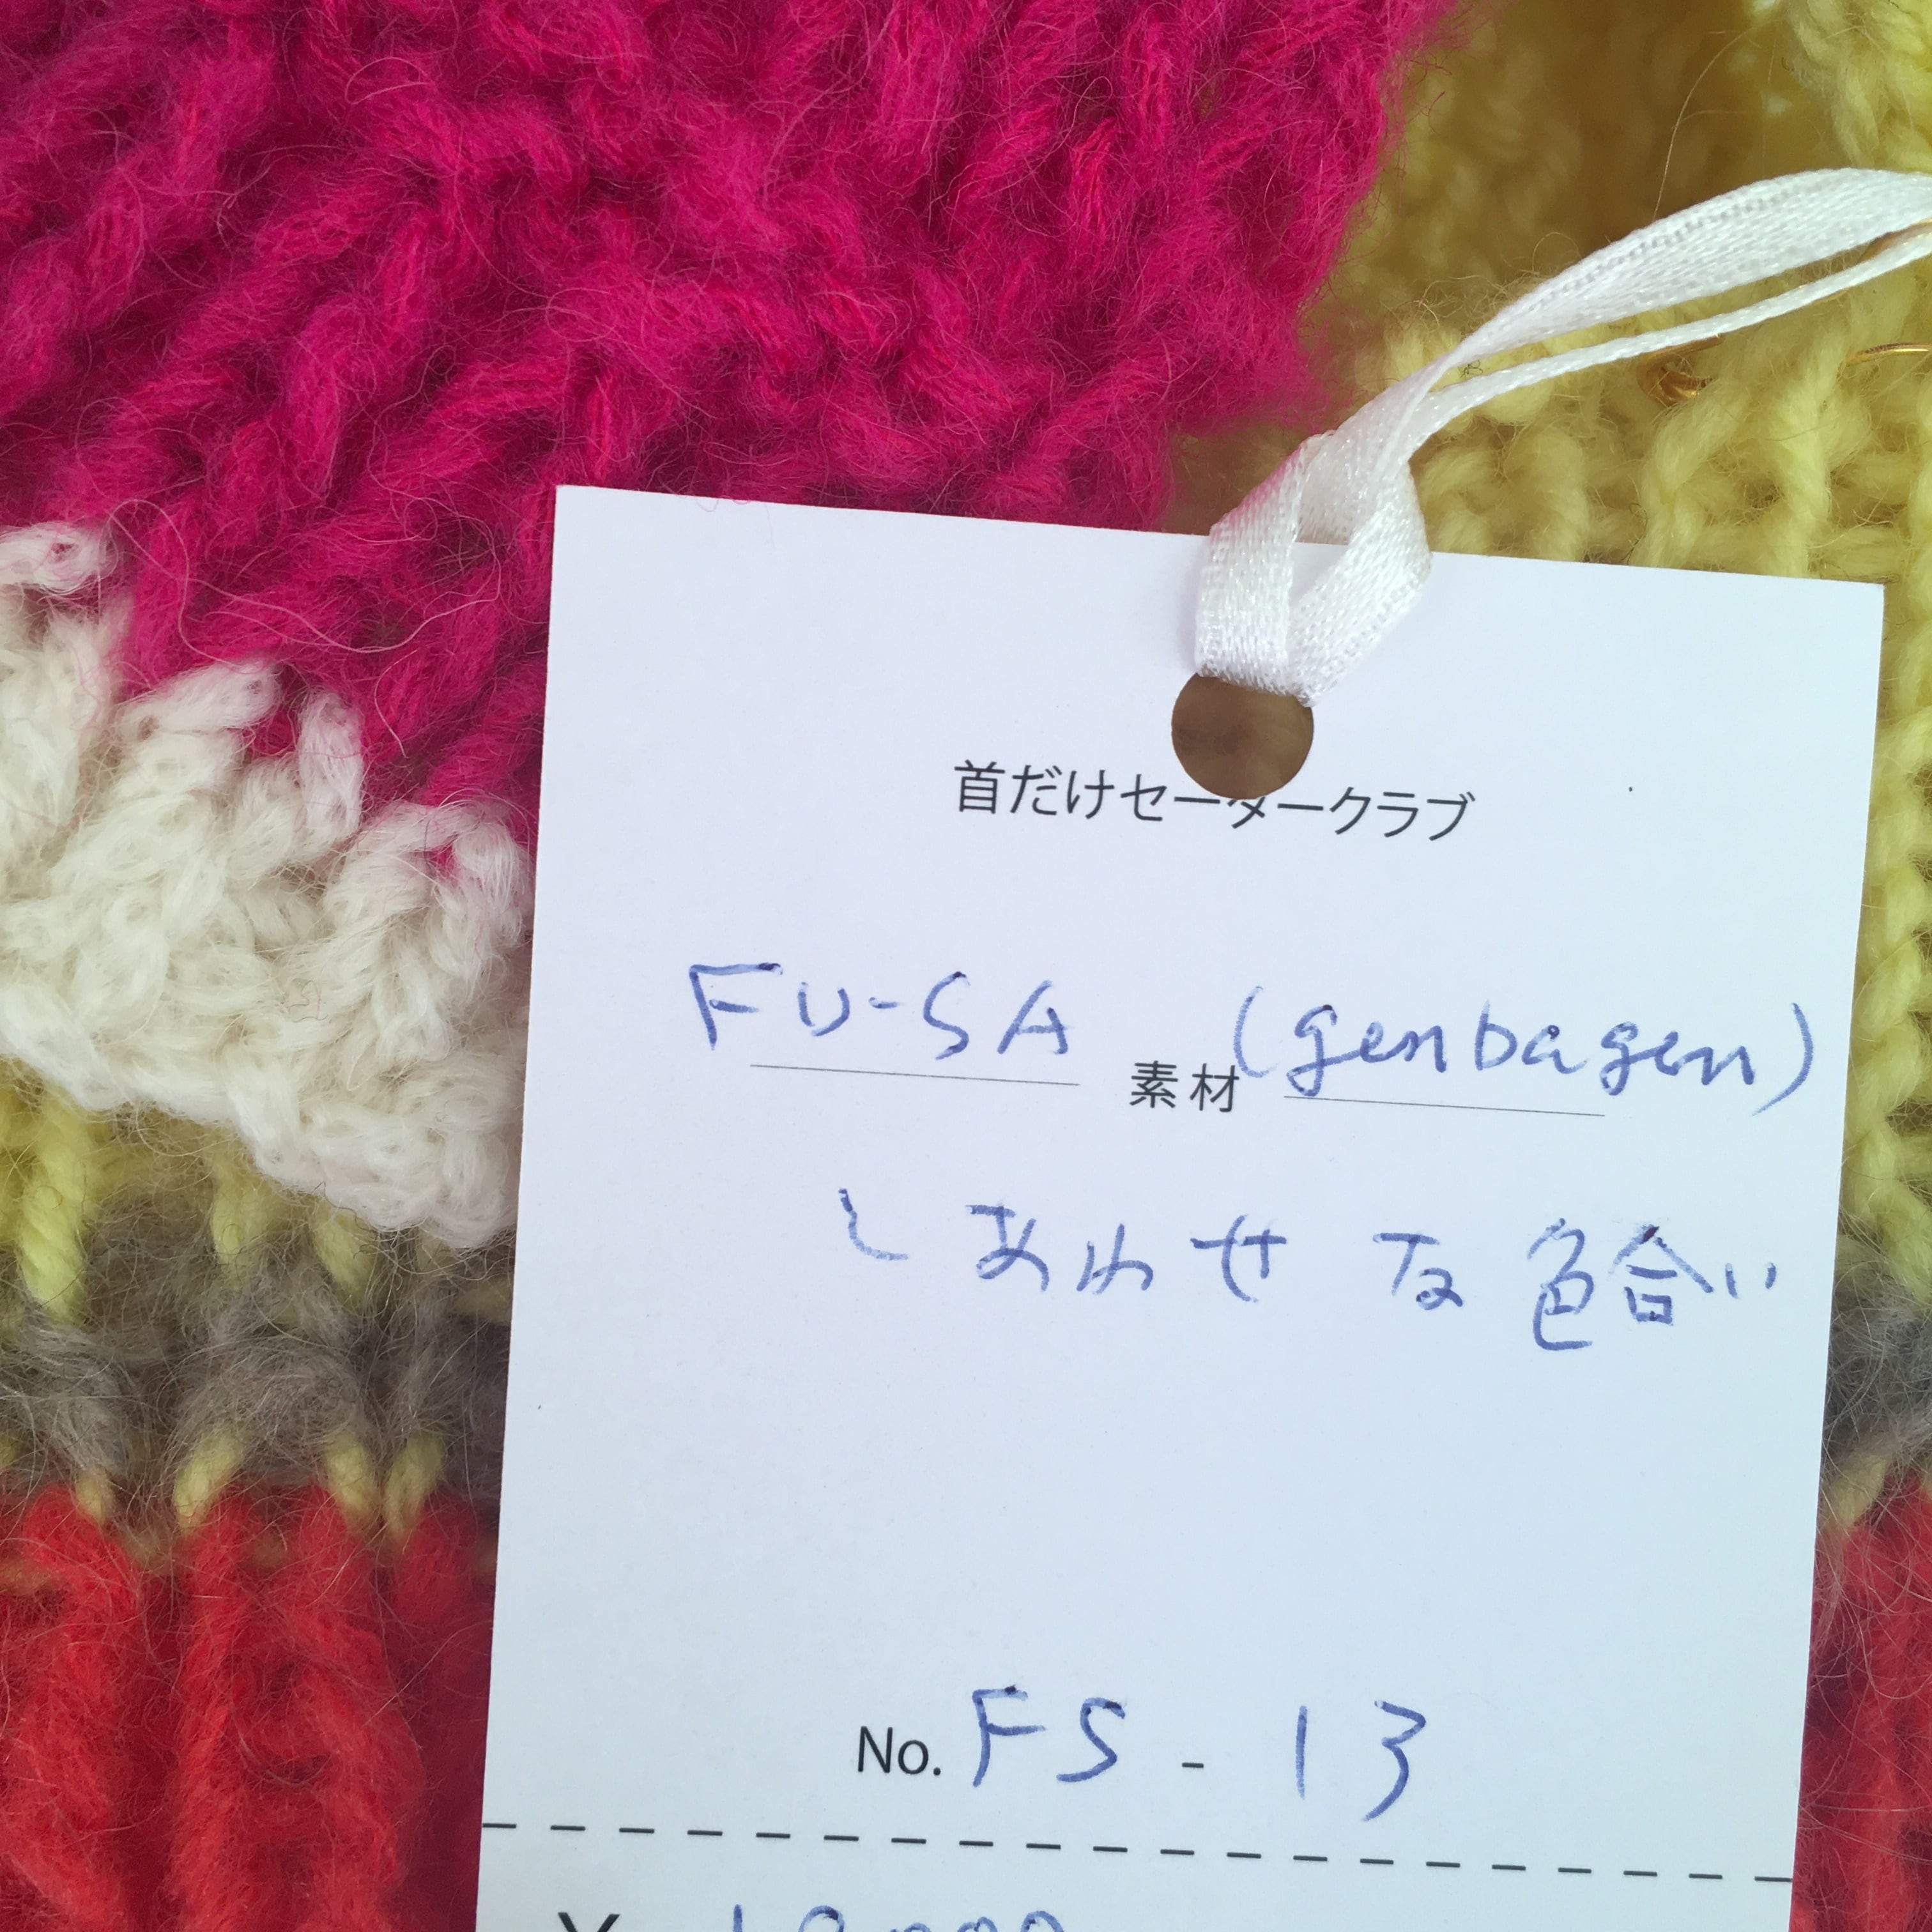 首だけセータークラブ
FU-SA 素材 (genbagen)
しあわせな色合い
No. FS - 13
¥